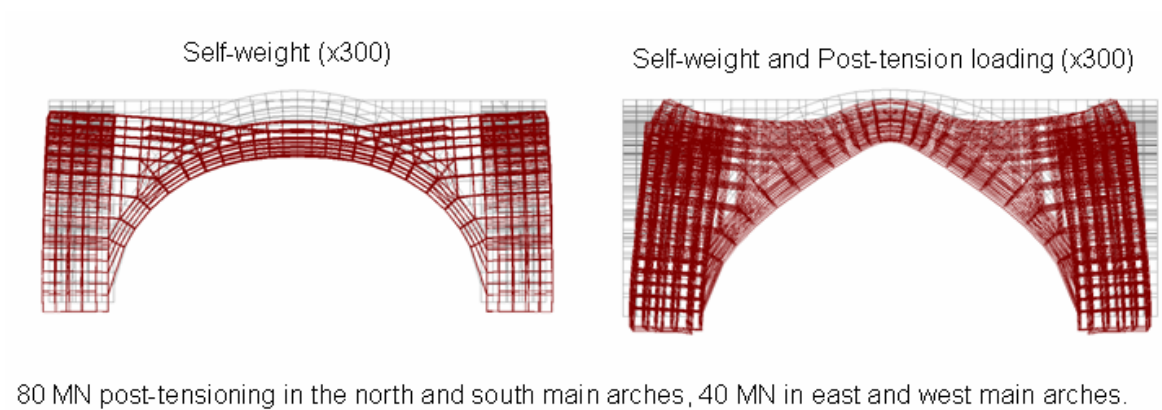 Self-weight (x300)
Self-weight and Post-tension loading (x300)
80 MN post-tensioning in the north and south main arches, 40 MN in east and west main arches.